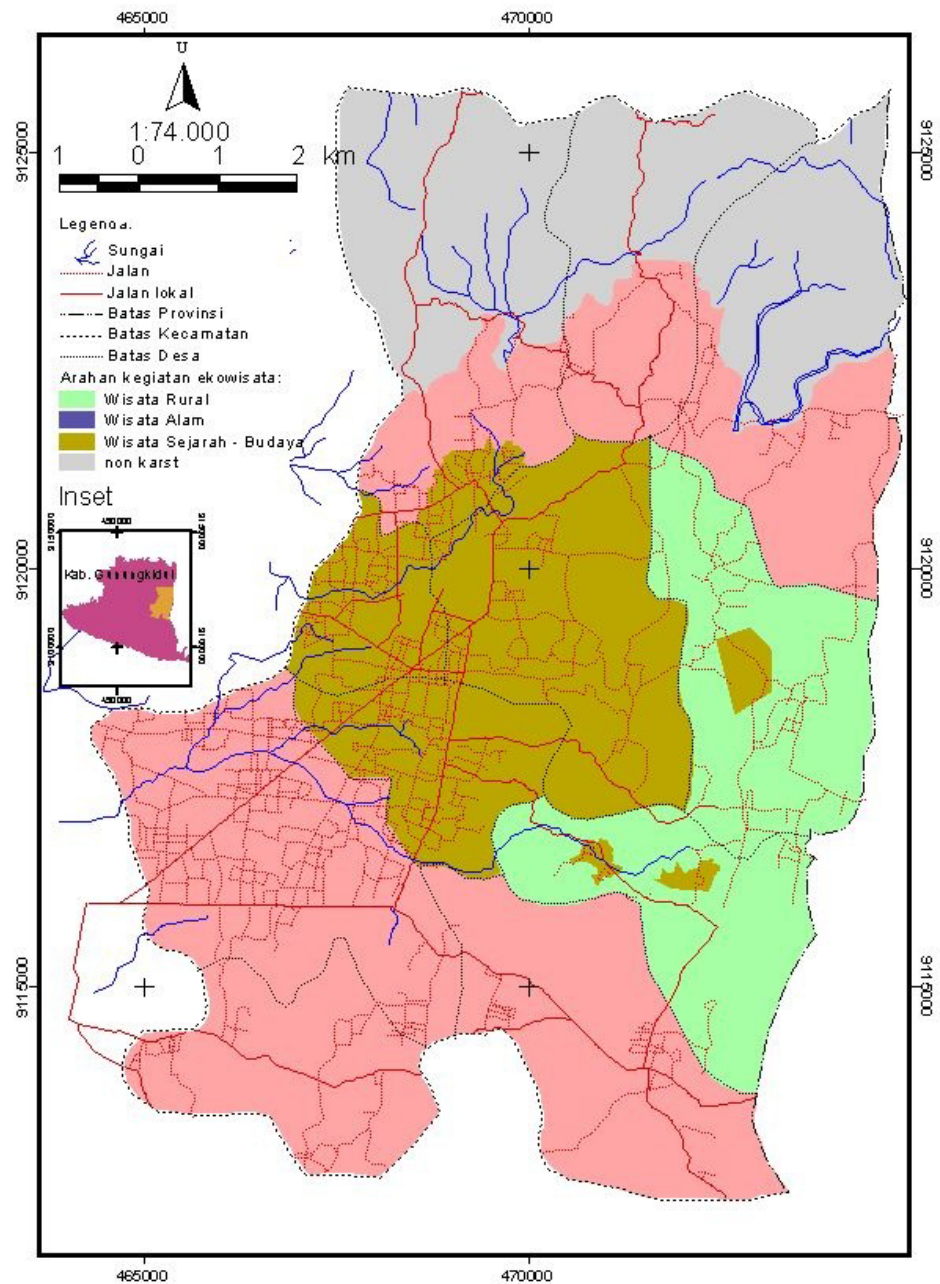 465000 470000
U
1:74.000
1 0 1 2 km
9125000 9125000
Legenda:
Sungai
Jalan
Jalan lokal
Batas Provinsi
Batas Kecamatan
Batas Desa
Arahan kegiatan ekowisata:
Wisata Rural
Wisata Alam
Wisata Sejarah - Budaya
non karst
Inset
450000
Kab. Gunungkidul
450000
9120000 9120000
9115000 9115000
465000 470000